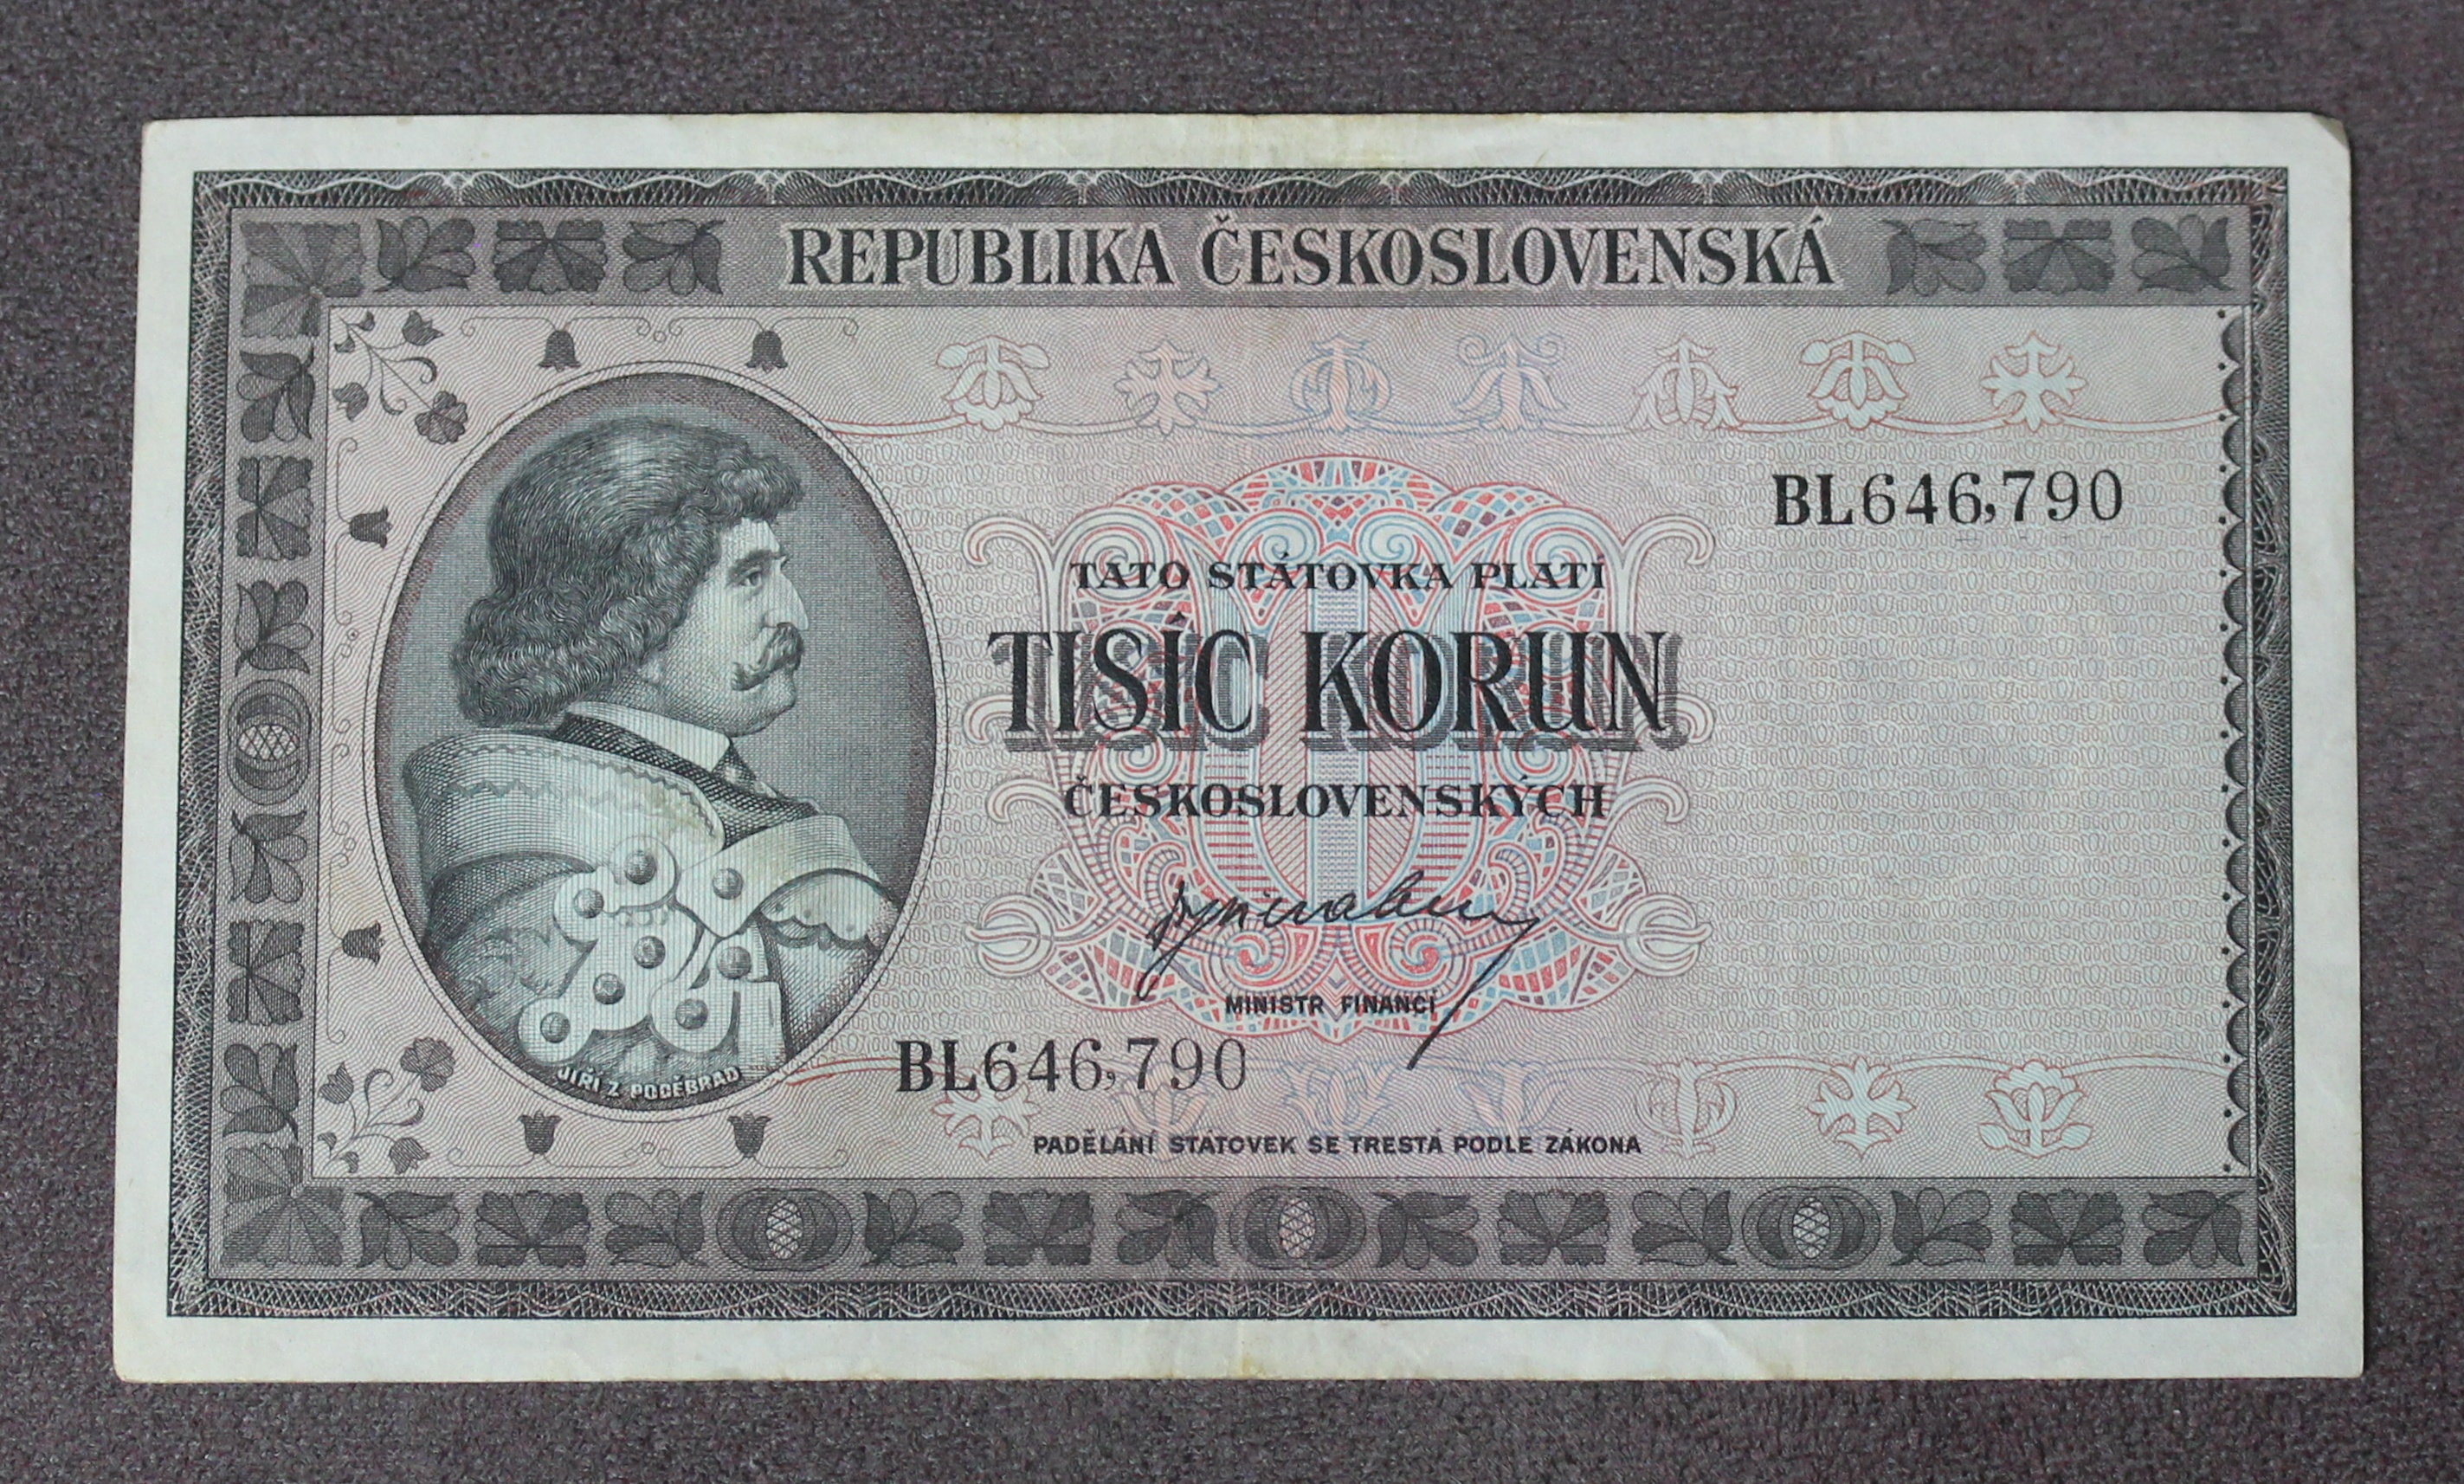 REPUBLIKA ČESKOSLOVENSKÁ
BL646,790
TATO STÁTOVKA PLATÍ
TISÍC KORUN
ČESKOSLOVENSKÝCH
MINISTR FINANCÍ
BL646,790
JIŘÍ Z PODĚBRAD
PADĚLÁNÍ STÁTOVEK SE TRESTÁ PODLE ZÁKONA